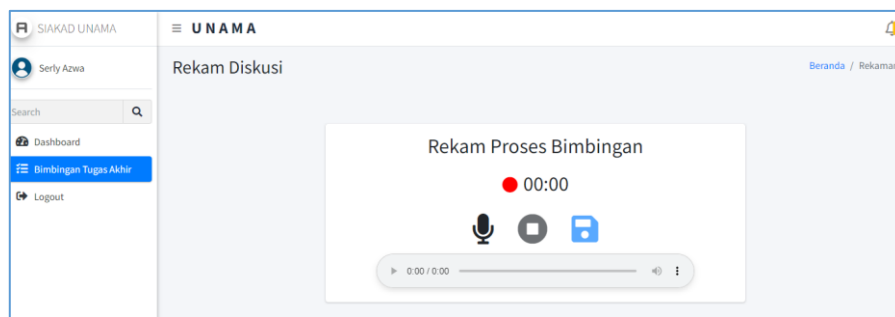 SIAKAD UNAMA
UNAMA
Serly Azwa
Rekam Diskusi
Beranda / Rekaman
Search
Dashboard
Bimbingan Tugas Akhir
Logout
Rekam Proses Bimbingan
00:00
0:00 / 0:00